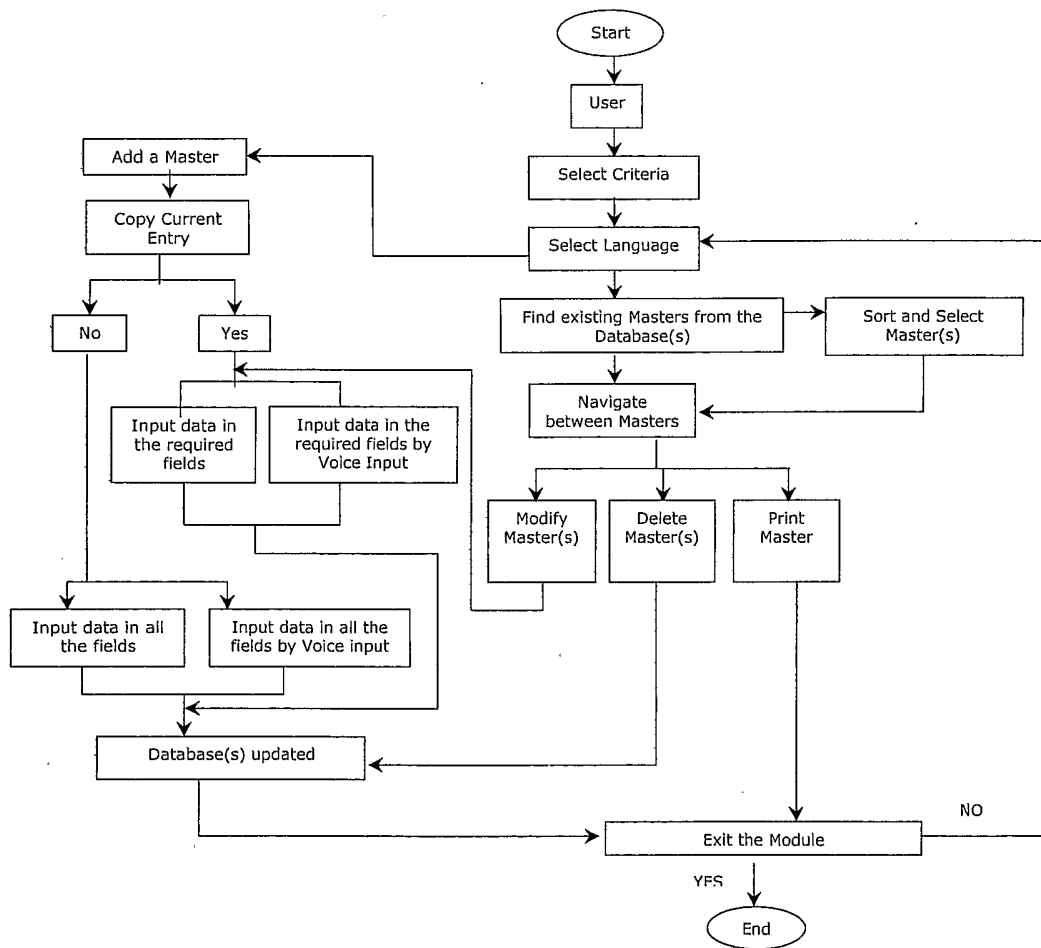 Start
User
Add a Master
Select Criteria
Copy Current
Entry
Select Language
No
Yes
Find existing Masters from the
Database(s)
Sort and Select
Master(s)
Navigate
between Masters
Input data in
the required
fields
Input data in the
required fields by
Voice Input
Modify
Master(s)
Delete
Master(s)
Print
Master
Input data in all
the fields
Input data in all the
fields by Voice input
Database(s) updated
NO
Exit the Module
YES
End